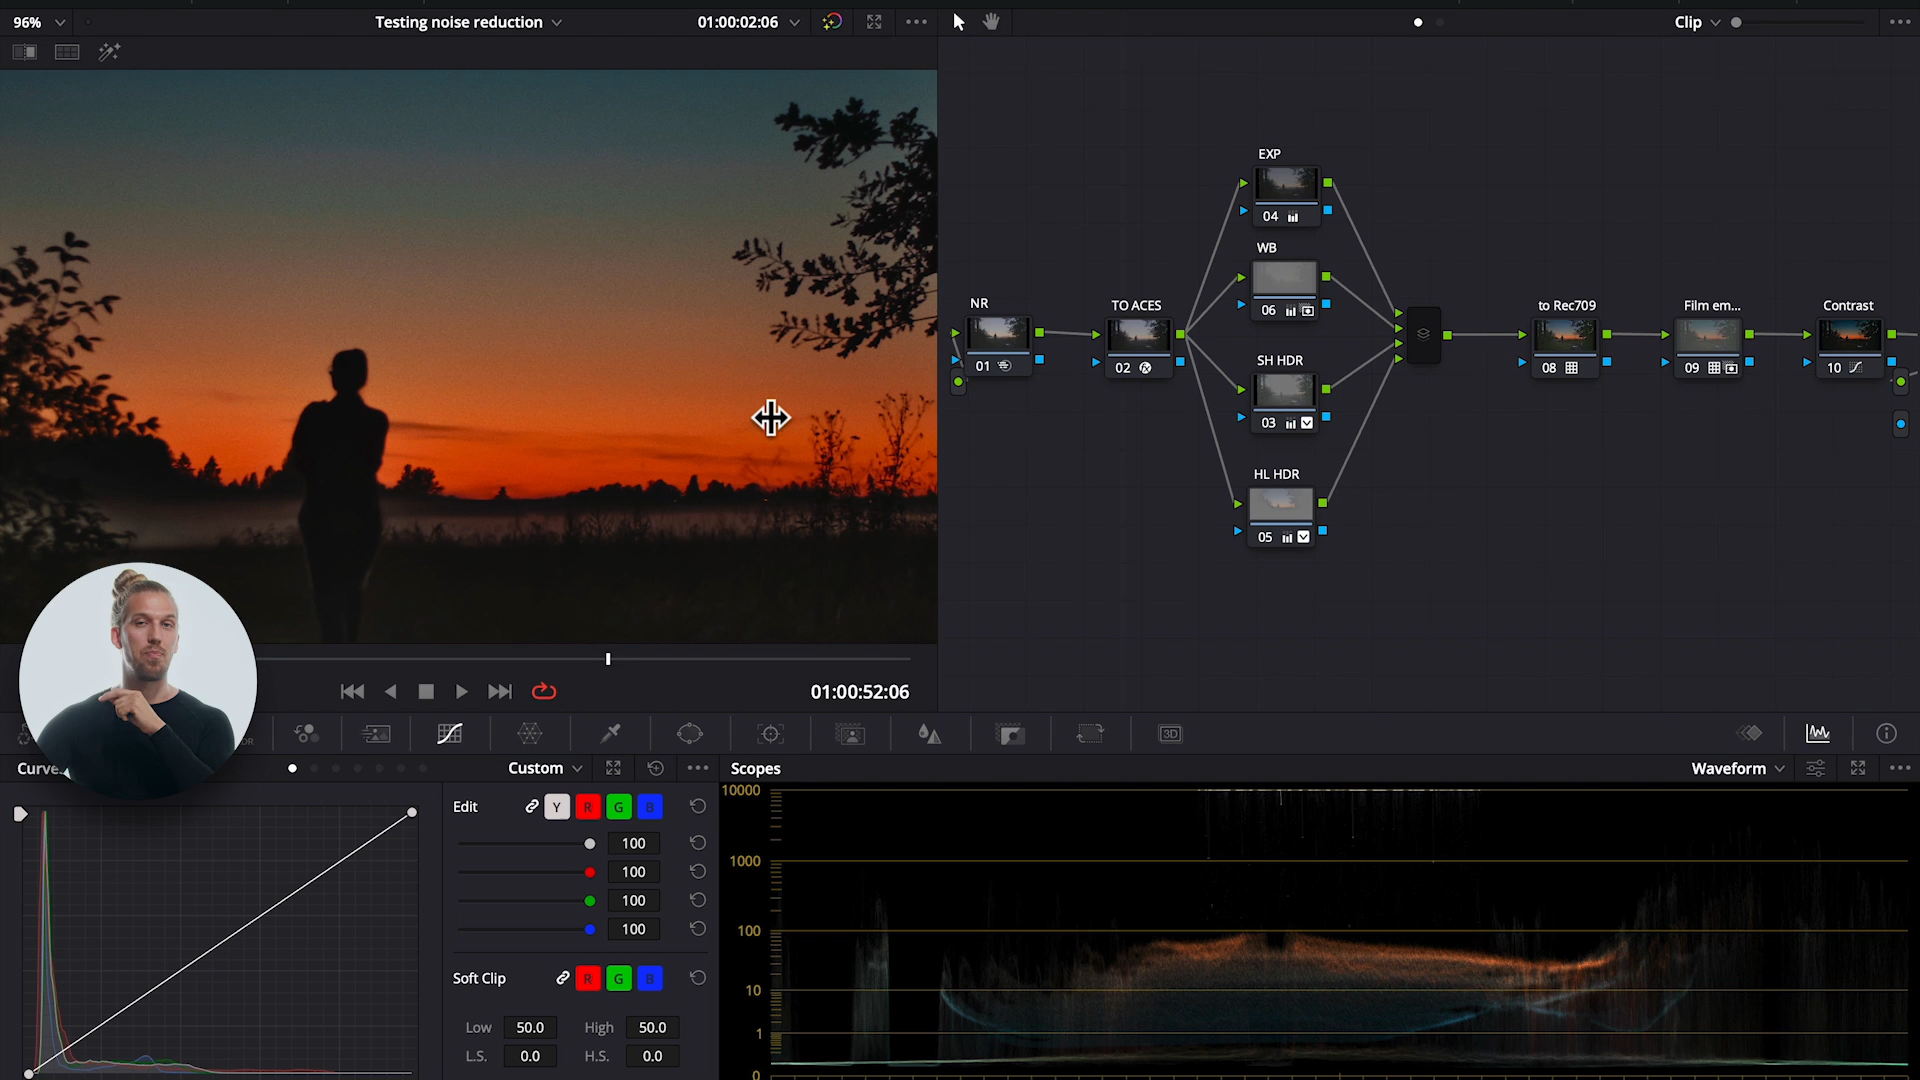 96%
Testing noise reduction
01:00:02:06
Clip
EXP
04
WB
06
NR
01
TO ACES
02
SH HDR
03
HL HDR
05
to Rec709
08
Film em...
09
Contrast
10
01:00:52:06
3D
Curve
Custom
Edit
Y
R
G
B
100
100
100
100
Soft Clip
R
G
B
Low 50.0 High 50.0
L.S. 0.0 H.S. 0.0
Scopes
Waveform
10000
1000
100
10
1
0